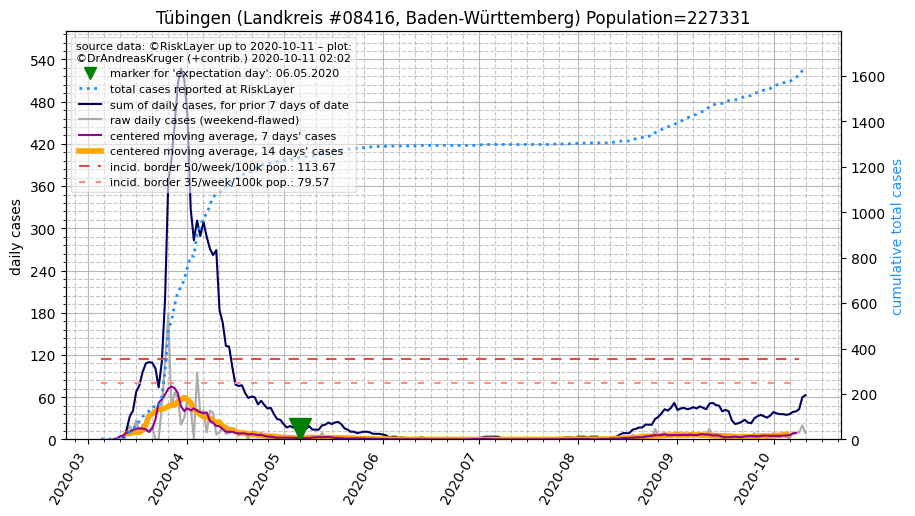 Tübingen (Landkreis #08416, Baden-Württemberg) Population=227331
source data: ©RiskLayer up to 2020-10-11 – plot:
©DrAndreasKruger (+contrib.) 2020-10-11 02:02
marker for 'expectation day': 06.05.2020
total cases reported at RiskLayer
sum of daily cases, for prior 7 days of date
raw daily cases (weekend-flawed)
centered moving average, 7 days' cases
centered moving average, 14 days' cases
incid. border 50/week/100k pop.: 113.67
incid. border 35/week/100k pop.: 79.57
daily cases
540
480
420
360
300
240
180
120
60
0
1600
1400
1200
1000
800
600
400
200
0
cumulative total cases
2020-03
2020-04
2020-05
2020-06
2020-07
2020-08
2020-09
2020-10